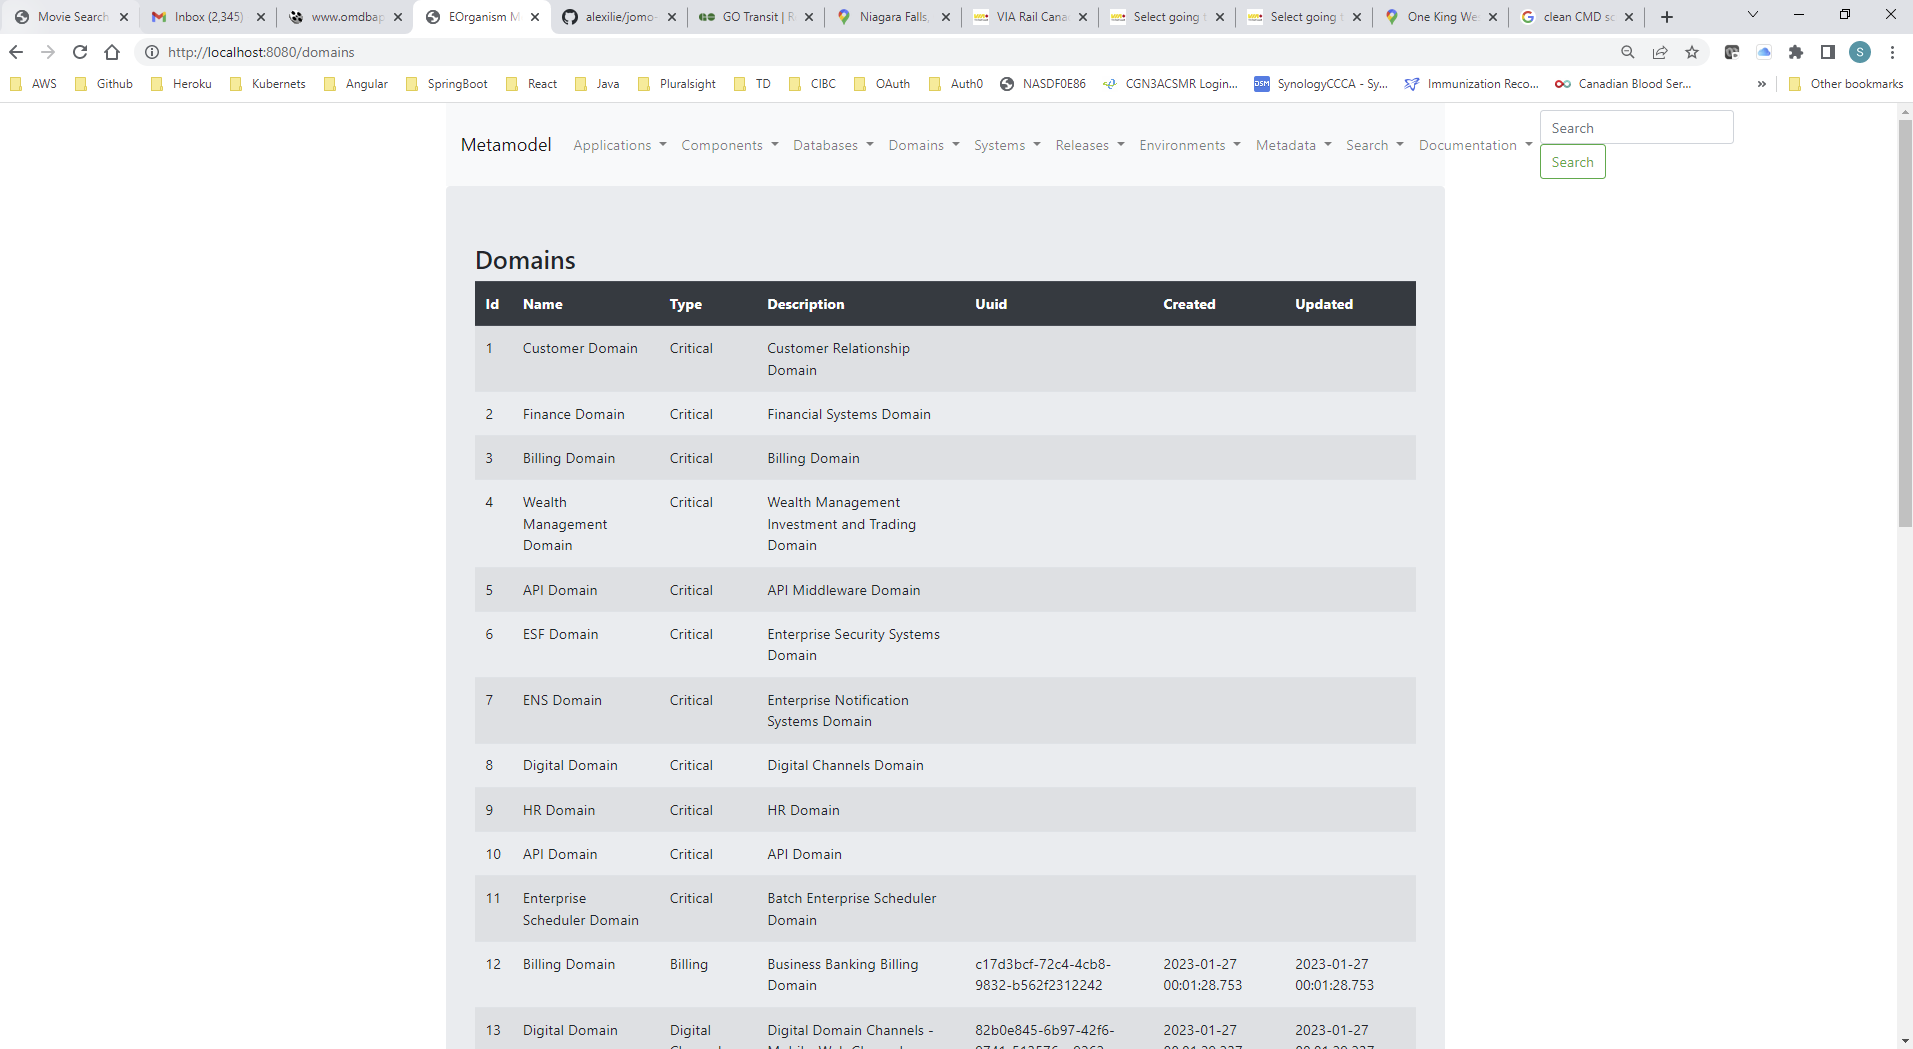 Movie Search
Inbox (2,345)
www.omdbap
EOrganism M
alexilie/jomo-
GO Transit | R
Niagara Falls,
VIA Rail Cana
Select going
Select going
One King We
clean CMD sc
http://localhost:8080/domains
S
AWS
Github
Heroku
Kubernets
Angular
SpringBoot
React
Java
Pluralsight
TD
CIBC
OAuth
Auth0
NASDF0E86
CGN3ACSMR Login...
DSM
SynologyCCCA - Sy...
Immunization Reco...
Canadian Blood Ser...
»
Other bookmarks
Metamodel
Applications
Components
Databases
Domains
Systems
Releases
Environments
Metadata
Search
Documentation
Search
Search
Domains
Id Name Type Description Uuid Created Updated
1 Customer Domain Critical Customer Relationship
Domain
2 Finance Domain Critical Financial Systems Domain
3 Billing Domain Critical Billing Domain
4 Wealth Critical Wealth Management
Management Investment and Trading
Domain Domain
5 API Domain Critical API Middleware Domain
6 ESF Domain Critical Enterprise Security Systems
Domain
7 ENS Domain Critical Enterprise Notification
Systems Domain
8 Digital Domain Critical Digital Channels Domain
9 HR Domain Critical HR Domain
10 API Domain Critical API Domain
11 Enterprise Critical Batch Enterprise Scheduler
Scheduler Domain Domain
12 Billing Domain Billing Business Banking Billing c17d3bcf-72c4-4cb8- 2023-01-27 2023-01-27
Domain 9832-b562f2312242 00:01:28.753 00:01:28.753
13 Digital Domain Digital Digital Domain Channels - 82b0e845-6b97-42f6- 2023-01-27 2023-01-27